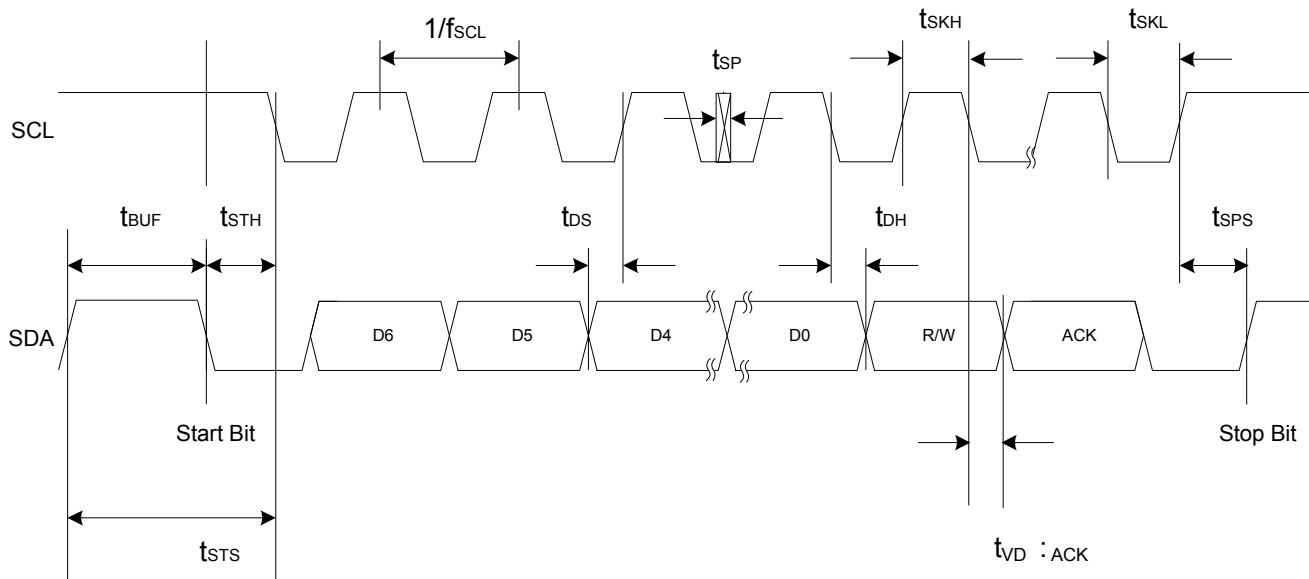 1/fSCL
tSKH
tSKL
tSP
SCL
tBUF
tSTH
tDS
tDH
tSPS
SDA
D6
D5
D4
D0
R/W
ACK
Start Bit
Stop Bit
tSTS
tVD : ACK